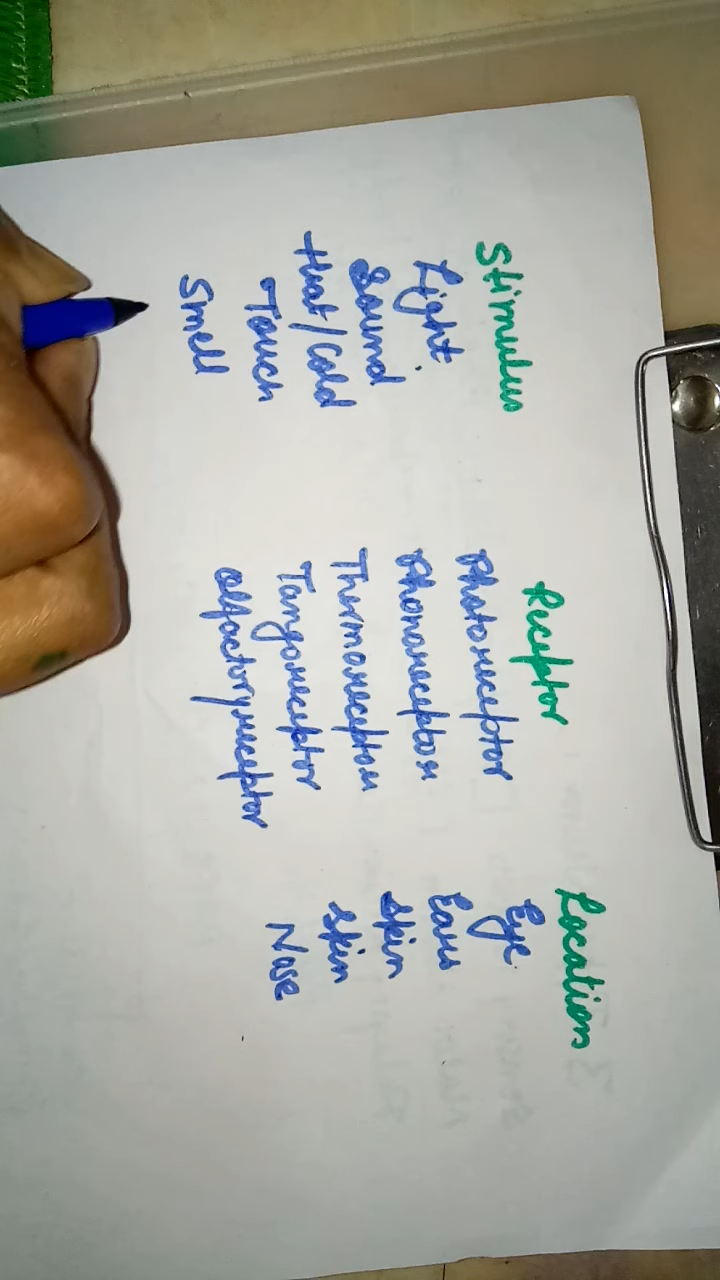 Stimulus Receptor Location
Light Photoreceptor Eye
Sound Phonoreceptor Ears
Heat/Cold Thermoreceptor Skin
Touch Tangoreceptor Skin
Smell olfactoryreceptor Nose